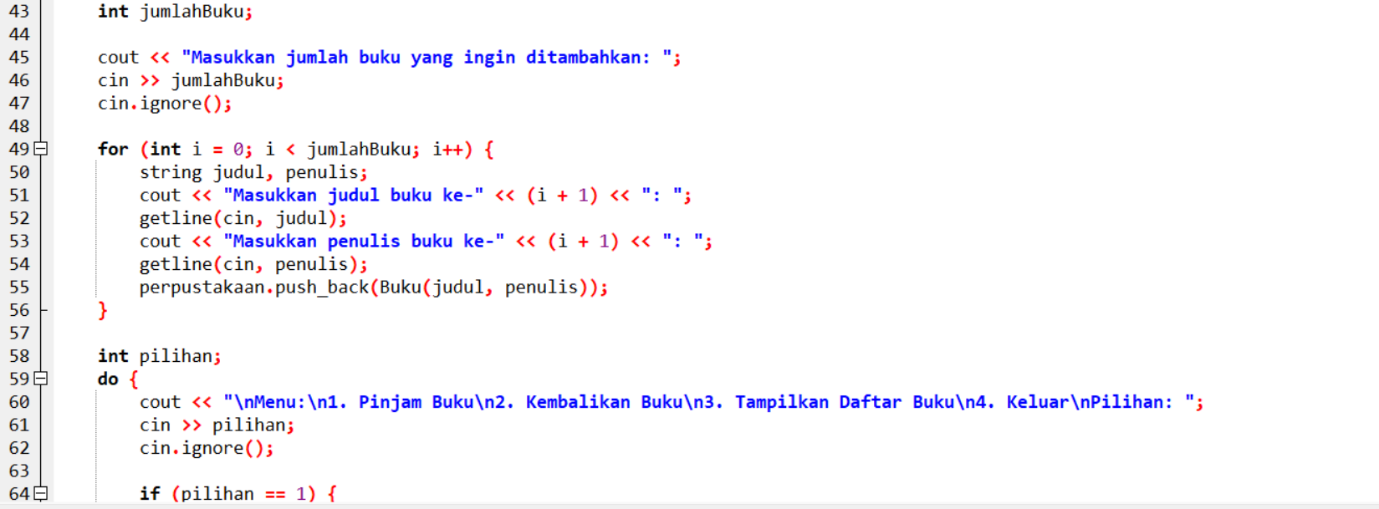 43 int jumlahBuku;
44
45 cout << "Masukkan jumlah buku yang ingin ditambahkan: ";
46 cin >> jumlahBuku;
47 cin.ignore();
48
49 for (int i = 0; i < jumlahBuku; i++) {
50 string judul, penulis;
51 cout << "Masukkan judul buku ke-" << (i + 1) << ": ";
52 getline(cin, judul);
53 cout << "Masukkan penulis buku ke-" << (i + 1) << ": ";
54 getline(cin, penulis);
55 perpustakaan.push_back(Buku(judul, penulis));
56 }
57
58 int pilihan;
59 do {
60 cout << "\nMenu:\n1. Pinjam Buku\n2. Kembalikan Buku\n3. Tampilkan Daftar Buku\n4. Keluar\nPilihan: ";
61 cin >> pilihan;
62 cin.ignore();
63
64 if (pilihan == 1) {